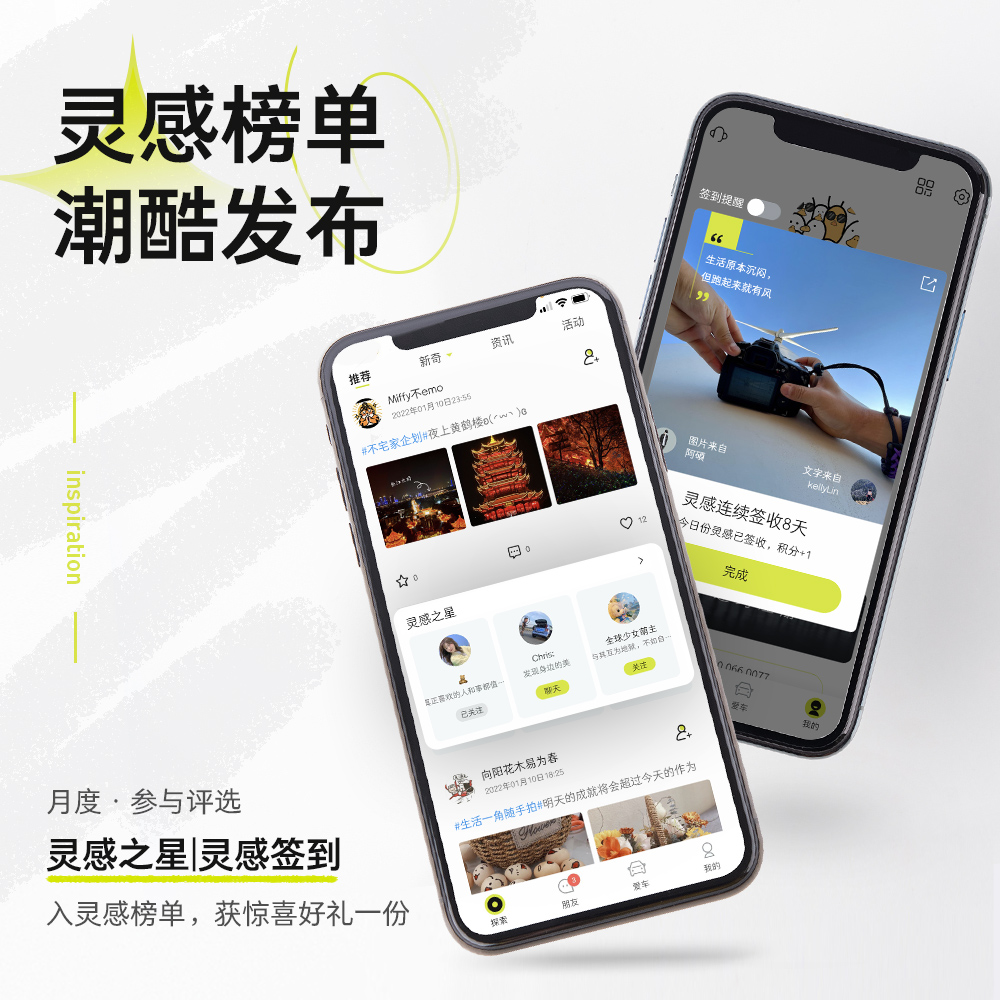 灵感榜单
潮酷发布
inspiration
月度·参与评选
灵感之星|灵感签到
入灵感榜单，获惊喜好礼一份
推荐
新奇
资讯
活动
Miffy不emo
2022年01月10日23:55
#不宅家企划#夜上黄鹤楼
0
0
12
灵感之星
真正喜欢的人和事都值…
已关注
Chris:
发现身边的美
聊天
全球少女萌主
与其互为地狱，不如自…
关注
向阳花木易为春
2022年01月10日18:25
#生活一角随手拍#明天的成就将会超过今天的作为
Flower
探索
3
朋友
爱车
我的
签到提醒
“
生活原本沉闷，
但跑起来就有风
”
图片来自
阿硕
文字来自
kellyLin
灵感连续签收8天
今日份灵感已签收，积分+1
完成
0 066 0077
爱车
我的